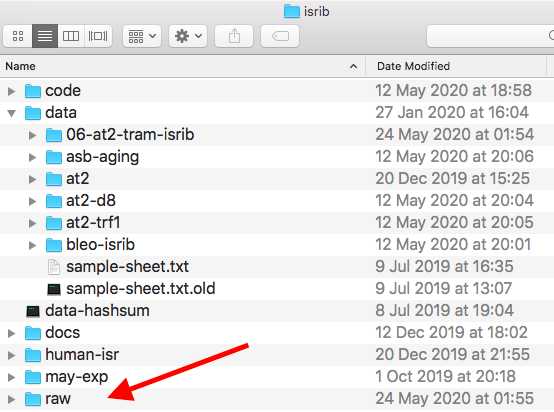 isrib
Name Date Modified
code 12 May 2020 at 18:58
data 27 Jan 2020 at 16:04
06-at2-tram-isrib 24 May 2020 at 01:54
asb-aging 12 May 2020 at 20:06
at2 20 Dec 2019 at 15:25
at2-d8 12 May 2020 at 20:04
at2-trf1 12 May 2020 at 20:05
bleo-isrib 12 May 2020 at 20:01
sample-sheet.txt 9 Jul 2019 at 16:35
sample-sheet.txt.old 9 Jul 2019 at 13:07
data-hashsum 8 Jul 2019 at 19:04
docs 12 Dec 2019 at 18:02
human-isr 20 Dec 2019 at 21:55
may-exp 1 Oct 2019 at 20:18
raw 24 May 2020 at 01:55